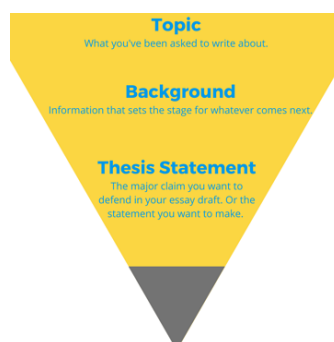 Topic
What you've been asked to write about.
Background
Information that sets the stage for whatever comes next.
Thesis Statement
The major claim you want to
defend in your essay draft. Or the
statement you want to make.